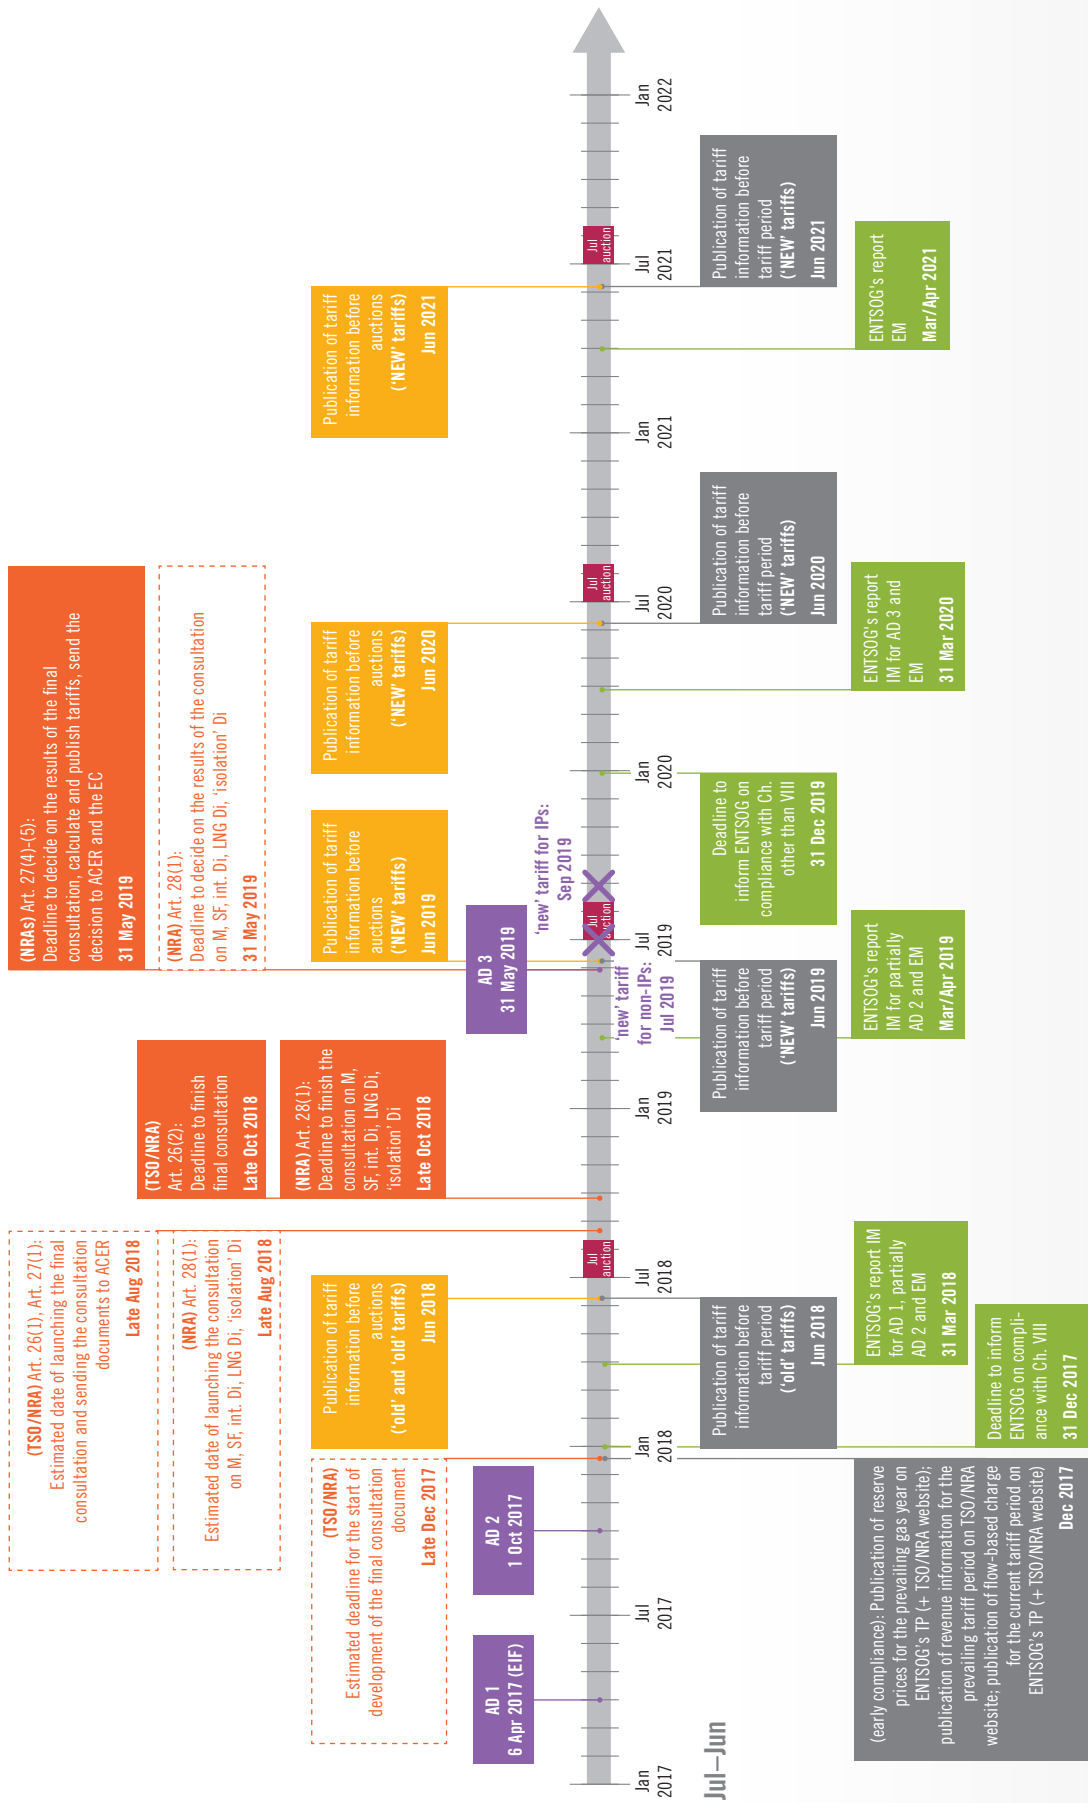 (NRAs) Art. 27(4)-(5):
Deadline to decide on the results of the final
consultation, calculate and publish tariffs, send the
decision to ACER and the EC
31 May 2019
(NRA) Art. 28(1):
Deadline to decide on the results of the consultation
on M, SF, int. Di, LNG Di, ‘isolation’ Di
31 May 2019
(TSO/NRA) Art. 26(1), Art. 27(1):
Estimated date of launching the final
consultation and sending the consultation
documents to ACER
Late Aug 2018
(NRA) Art. 28(1):
Estimated date of launching the consultation
on M, SF, int. Di, LNG Di, ‘isolation’ Di
Late Aug 2018
(TSO/NRA)
Art. 26(2):
Deadline to finish
final consultation
Late Oct 2018
(NRA) Art. 28(1):
Deadline to finish the
consultation on M,
SF, int. Di, LNG Di,
‘isolation’ Di
Late Oct 2018
(TSO/NRA)
Estimated deadline for the start of
development of the final consultation
document
Late Dec 2017
Publication of tariff
information before
auctions
(‘old’ and ‘old’ tariffs)
Jun 2018
Publication of tariff
information before
auctions
(‘NEW’ tariffs)
Jun 2019
Publication of tariff
information before
auctions
(‘NEW’ tariffs)
Jun 2020
Publication of tariff
information before
auctions
(‘NEW’ tariffs)
Jun 2021
AD 1
6 Apr 2017 (EIF)
AD 2
1 Oct 2017
AD 3
31 May 2019
‘new’ tariff for IPs:
Sep 2019
Jul
auction
Jul
auction
Jul
auction
Jul
auction
‘new’ tariff
for non-IPs:
Jul 2019
Jan
2017
Jul
2017
Jan
2018
Jul
2018
Jan
2019
Jul
2019
Jan
2020
Jul
2020
Jan
2021
Jul
2021
Jan
2022
Jul–Jun
Publication of tariff
information before
tariff period
(‘old’ tariffs)
Jun 2018
Publication of tariff
information before
tariff period
(‘NEW’ tariffs)
Jun 2019
Publication of tariff
information before
tariff period
(‘NEW’ tariffs)
Jun 2020
Publication of tariff
information before
tariff period
(‘NEW’ tariffs)
Jun 2021
Deadline to
inform ENTSOG on
compliance with Ch.
other than VIII
31 Dec 2019
(early compliance): Publication of reserve
prices for the prevailing gas year on
ENTSOG's TP (+ TSO/NRA website);
publication of revenue information for the
prevailing tariff period on TSO/NRA
website; publication of flow-based charge
for the current tariff period on
ENTSOG's TP (+TSO/NRA website)
Dec 2017
ENTSOG's report IM
for AD 1, partially
AD 2 and EM
31 Mar 2018
ENTSOG's report
IM for partially
AD 2 and EM
Mar/Apr 2019
ENTSOG's report
IM for AD 3 and
EM
31 Mar 2020
ENTSOG's report
EM
Mar/Apr 2021
Deadline to inform
ENTSOG on compli-
ance with Ch. VIII
31 Dec 2017